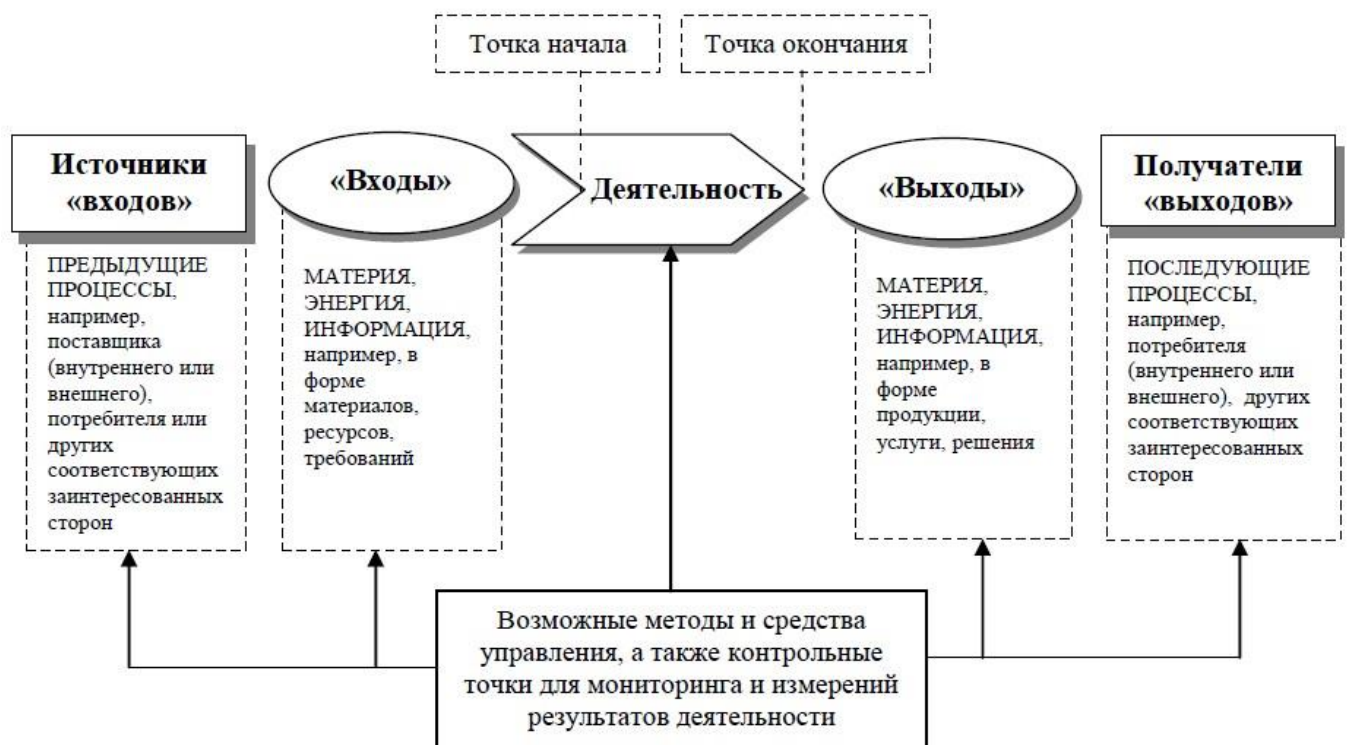 Точка начала
Точка окончания
Источники
«входов»
«Входы»
Деятельность
«Выходы»
Получатели
«выходов»
ПРЕДЫДУЩИЕ
ПРОЦЕССЫ,
например,
поставщика
(внутреннего или
внешнего),
потребителя или
других
соответствующих
заинтересованных
сторон
МАТЕРИЯ,
ЭНЕРГИЯ,
ИНФОРМАЦИЯ,
например, в
форме
материалов,
ресурсов,
требований
МАТЕРИЯ,
ЭНЕРГИЯ,
ИНФОРМАЦИЯ,
например, в
форме
продукции,
услуги, решения
ПОСЛЕДУЮЩИЕ
ПРОЦЕССЫ,
например,
потребителя
(внутреннего или
внешнего), других
соответствующих
заинтересованных
сторон
Возможные методы и средства
управления, а также контрольные
точки для мониторинга и измерений
результатов деятельности